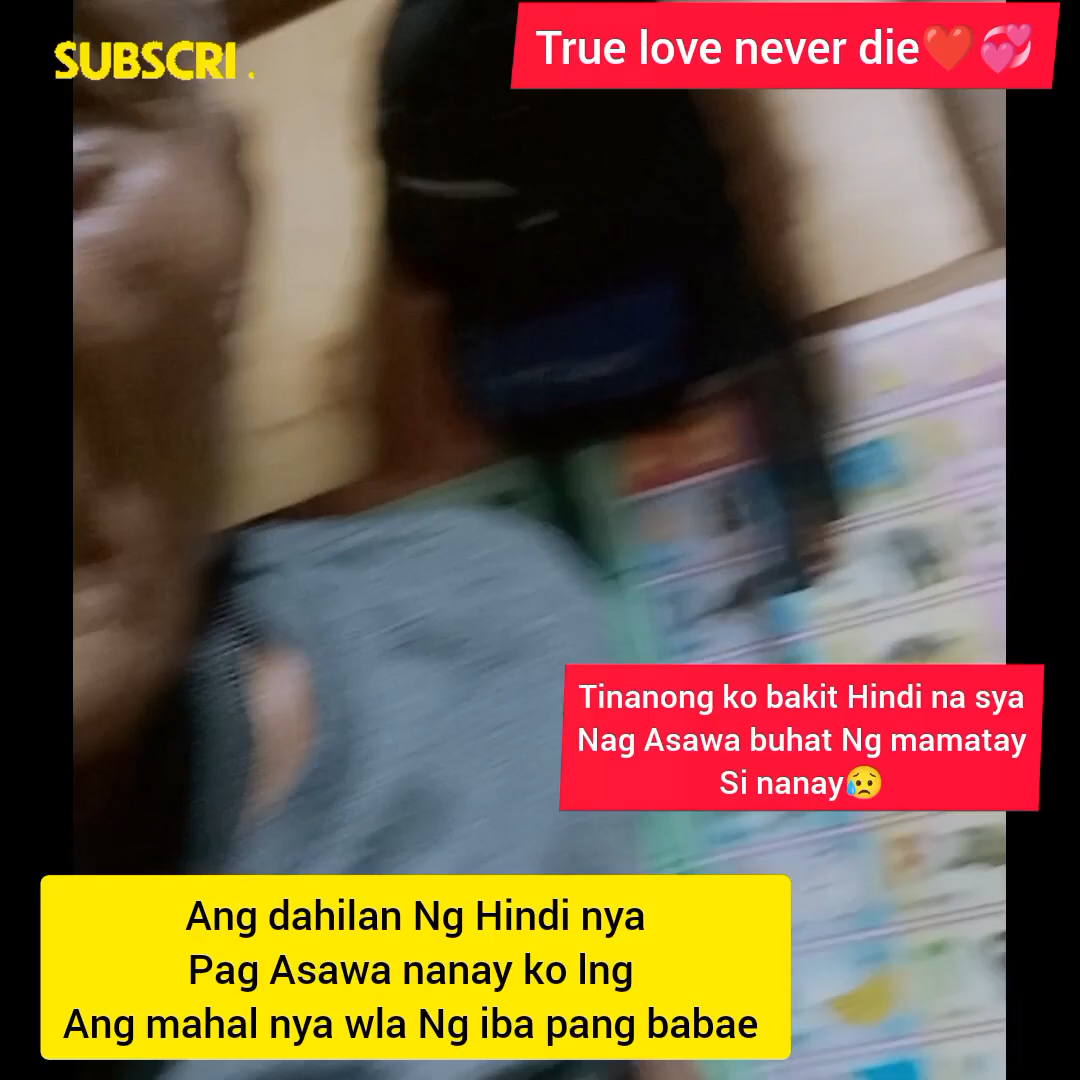 SUBSCRI .
True love never die❤️💞
Tinanong ko bakit Hindi na sya
Nag Asawa buhat Ng mamatay
Si nanay😥
Ang dahilan Ng Hindi nya
Pag Asawa nanay ko lng
Ang mahal nya wla Ng iba pang babae